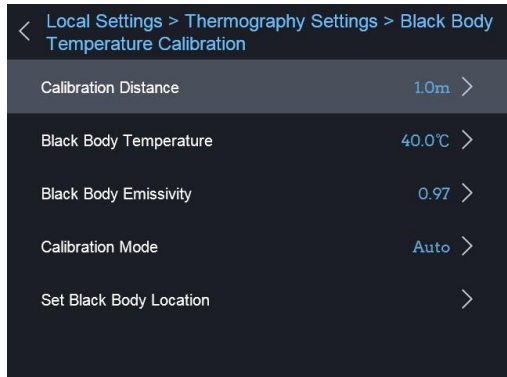 Local Settings > Thermography Settings > Black Body
Temperature Calibration
Calibration Distance 1.0m
Black Body Temperature 40.0℃
Black Body Emissivity 0.97
Calibration Mode Auto
Set Black Body Location